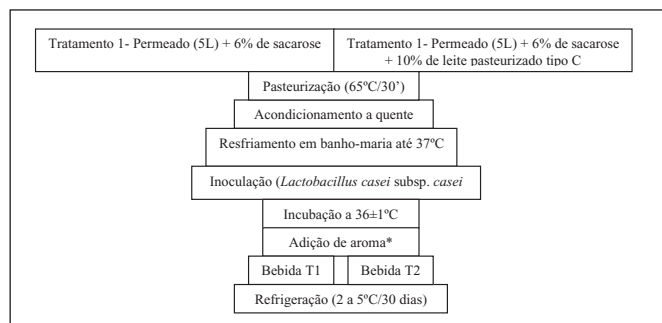 Tratamento 1- Permeado (5L) + 6% de sacarose
Tratamento 1- Permeado (5L) + 6% de sacarose
+ 10% de leite pasteurizado tipo C
Pasteurização (65ºC/30’)
Acondicionamento a quente
Resfriamento em banho-maria até 37ºC
Inoculação (Lactobacillus casei subsp. casei
Incubação a 36±1ºC
Adição de aroma*
Bebida T1
Bebida T2
Refrigeração (2 a 5ºC/30 dias)